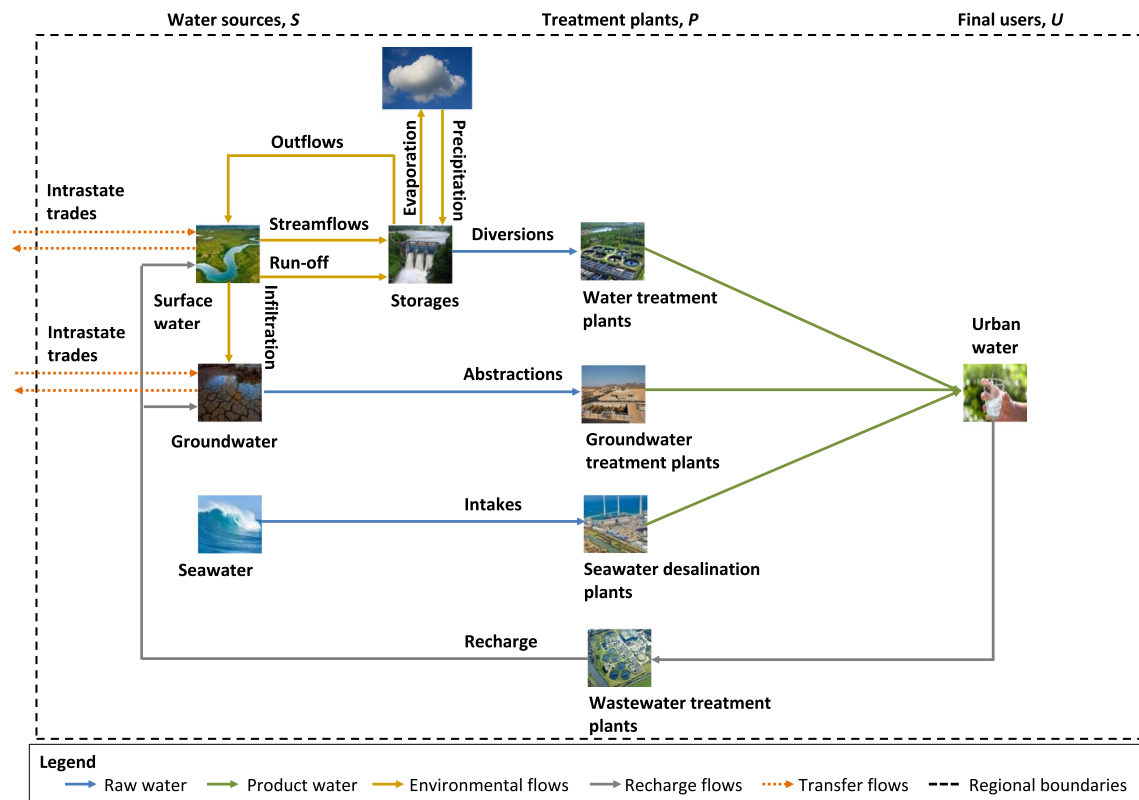 Water sources, S
Treatment plants, P
Final users, U
Outflows
Evaporation
Precipitation
Intrastate
trades
Streamflows
Run-off
Diversions
Surface
water
Infiltration
Storages
Water treatment
plants
Intrastate
trades
Abstractions
Urban
water
Groundwater
Groundwater
treatment plants
Intakes
Seawater
Seawater desalination
plants
Recharge
Wastewater treatment
plants
Legend
Raw water
Product water
Environmental flows
Recharge flows
Transfer flows
Regional boundaries